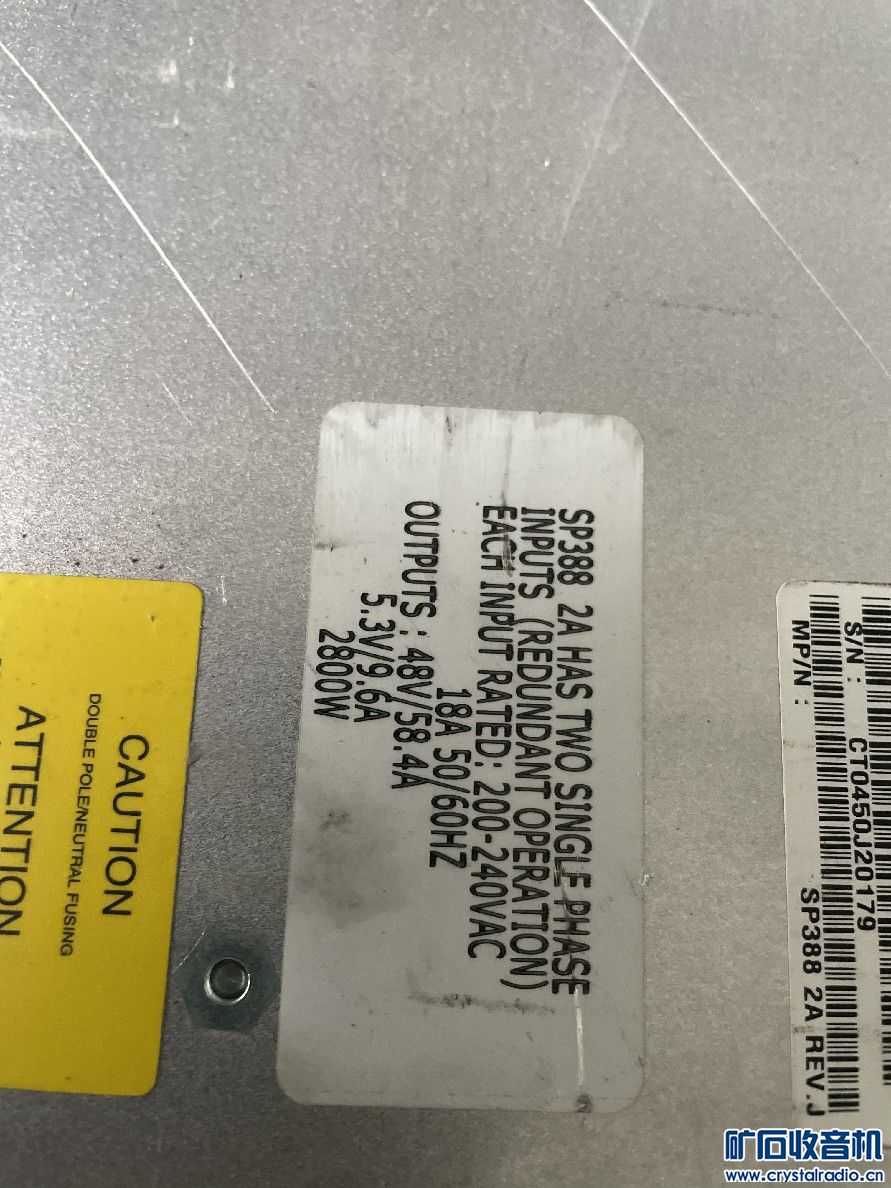 SP388 2A HAS TWO SINGLE PHASE
INPUTS (REDUNDANT OPERATION)
EACH INPUT RATED: 200-240VAC
18A 50/60HZ
OUTPUTS: 48V/58.4A
5.3V/9.6A
2800W
S/N : CT0450J20179
MP/N : SP388 2A REV.J
CAUTION
DOUBLE POLE/NEUTRAL FUSING
ATTENTION
矿石收音机
www.crystalradio.cn